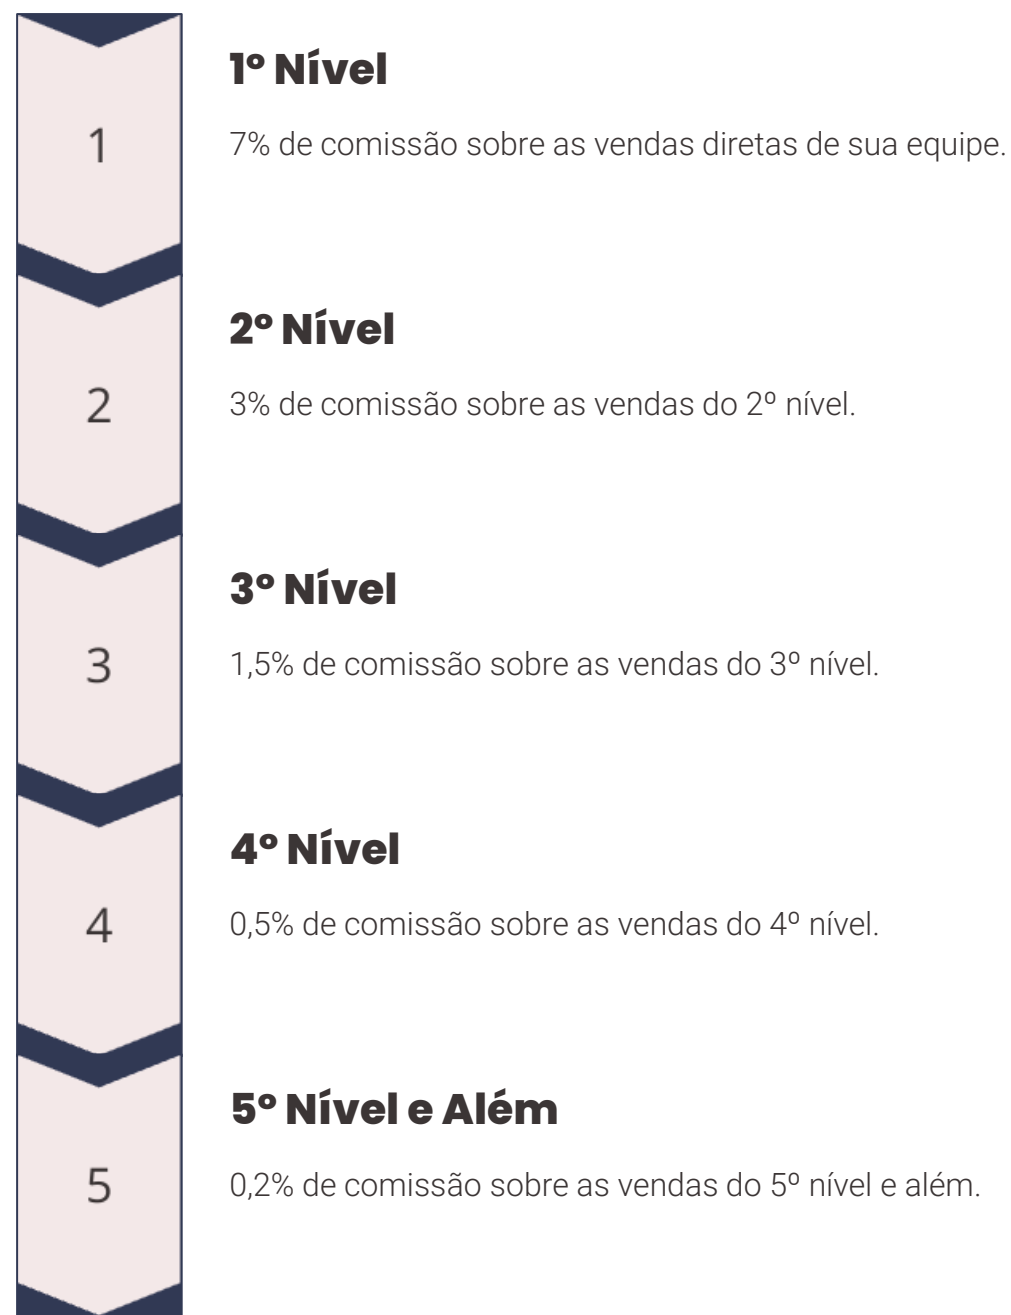 1
1º Nível
7% de comissão sobre as vendas diretas de sua equipe.
2
2º Nível
3% de comissão sobre as vendas do 2º nível.
3
3º Nível
1,5% de comissão sobre as vendas do 3º nível.
4
4º Nível
0,5% de comissão sobre as vendas do 4º nível.
5
5º Nível e Além
0,2% de comissão sobre as vendas do 5º nível e além.